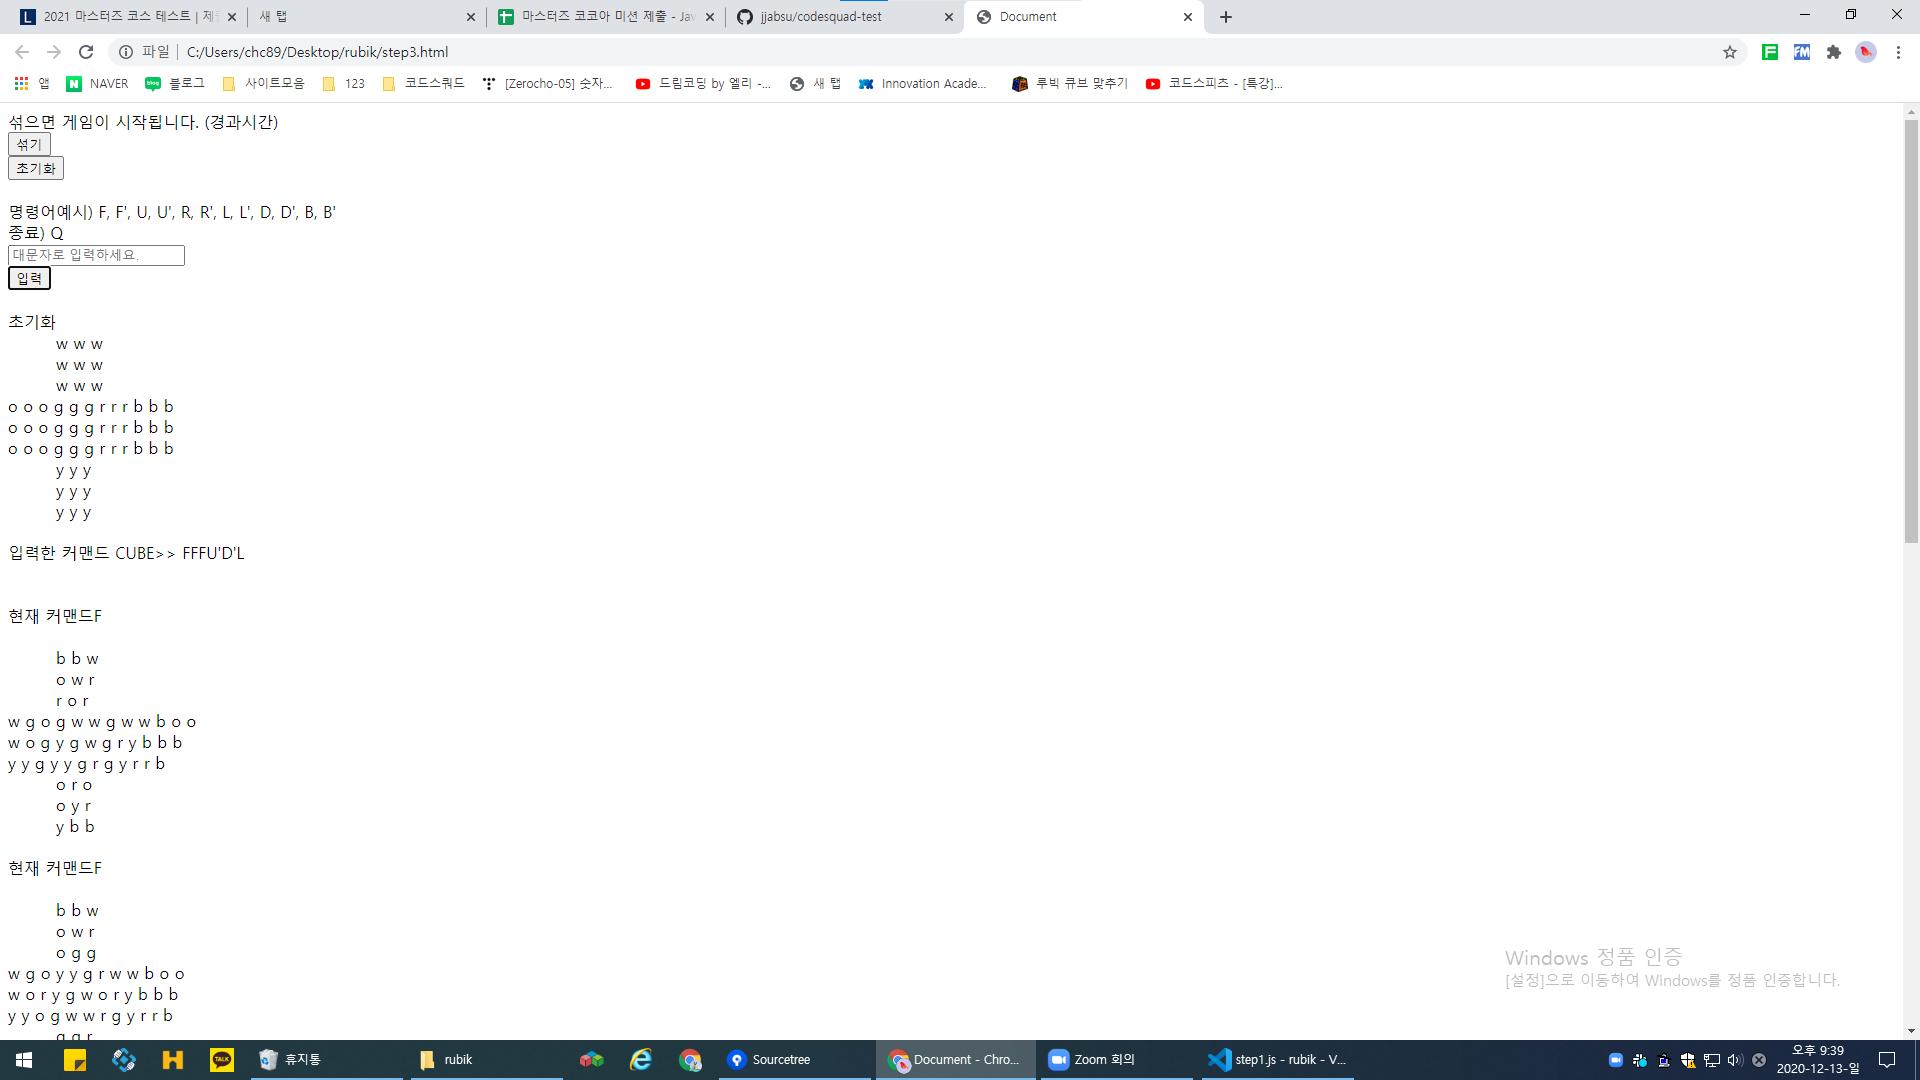 2021 마스터즈 코스 테스트 | 제
새 탭
마스터즈 코코아 미션 제출 - Jav
jjabsu/codesquad-test
Document
파일 | C:/Users/chc89/Desktop/rubik/step3.html
앱
NAVER
블로그
사이트모음
123
코드스쿼드
[Zerocho-05] 숫자...
드림코딩 by 엘리 -...
새 탭
Innovation Acade...
루빅 큐브 맞추기
코드스피츠 - [특강]...
섞으면 게임이 시작됩니다. (경과시간)
섞기
초기화
명령어예시) F, F', U, U', R, R', L, L', D, D', B, B'
종료) Q
대문자로 입력하세요.
입력
초기화
w w w
w w w
w w w
o o o g g g r r r b b b
o o o g g g r r r b b b
o o o g g g r r r b b b
y y y
y y y
y y y
입력한 커맨드 CUBE>> FFFU'D'L
현재 커맨드F
b b w
o w r
r o r
w g o g w w g w w b o o
w o g y g w g r y b b b
y y g y y g r g y r r b
o r o
o y r
y b b
현재 커맨드F
b b w
o w r
o g g
w g o y y g r w w b o o
w o r y g w o r y b b b
y y o g w w r g y r r b
g g r
Windows 정품 인증
[설정]으로 이동하여 Windows를 정품 인증합니다.
TALK
휴지통
rubik
Sourcetree
Document - Chro...
Zoom 회의
step1.js - rubik - V...
오후 9:39
2020-12-13-일